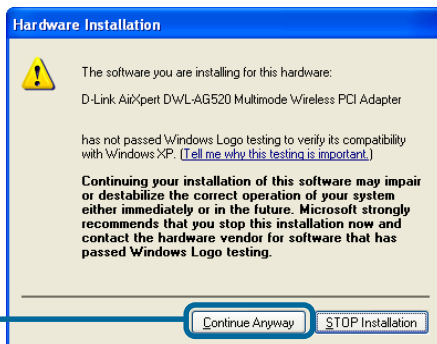 Hardware Installation
The software you are installing for this hardware:
D-Link AirXpert DWL-AG520 Multimode Wireless PCI Adapter
has not passed Windows Logo testing to verify its compatibility
with Windows XP. (Tell me why this testing is important.)
Continuing your installation of this software may impair
or destabilize the correct operation of your system
either immediately or in the future. Microsoft strongly
recommends that you stop this installation now and
contact the hardware vendor for software that has
passed Windows Logo testing.
Continue Anyway STOP Installation